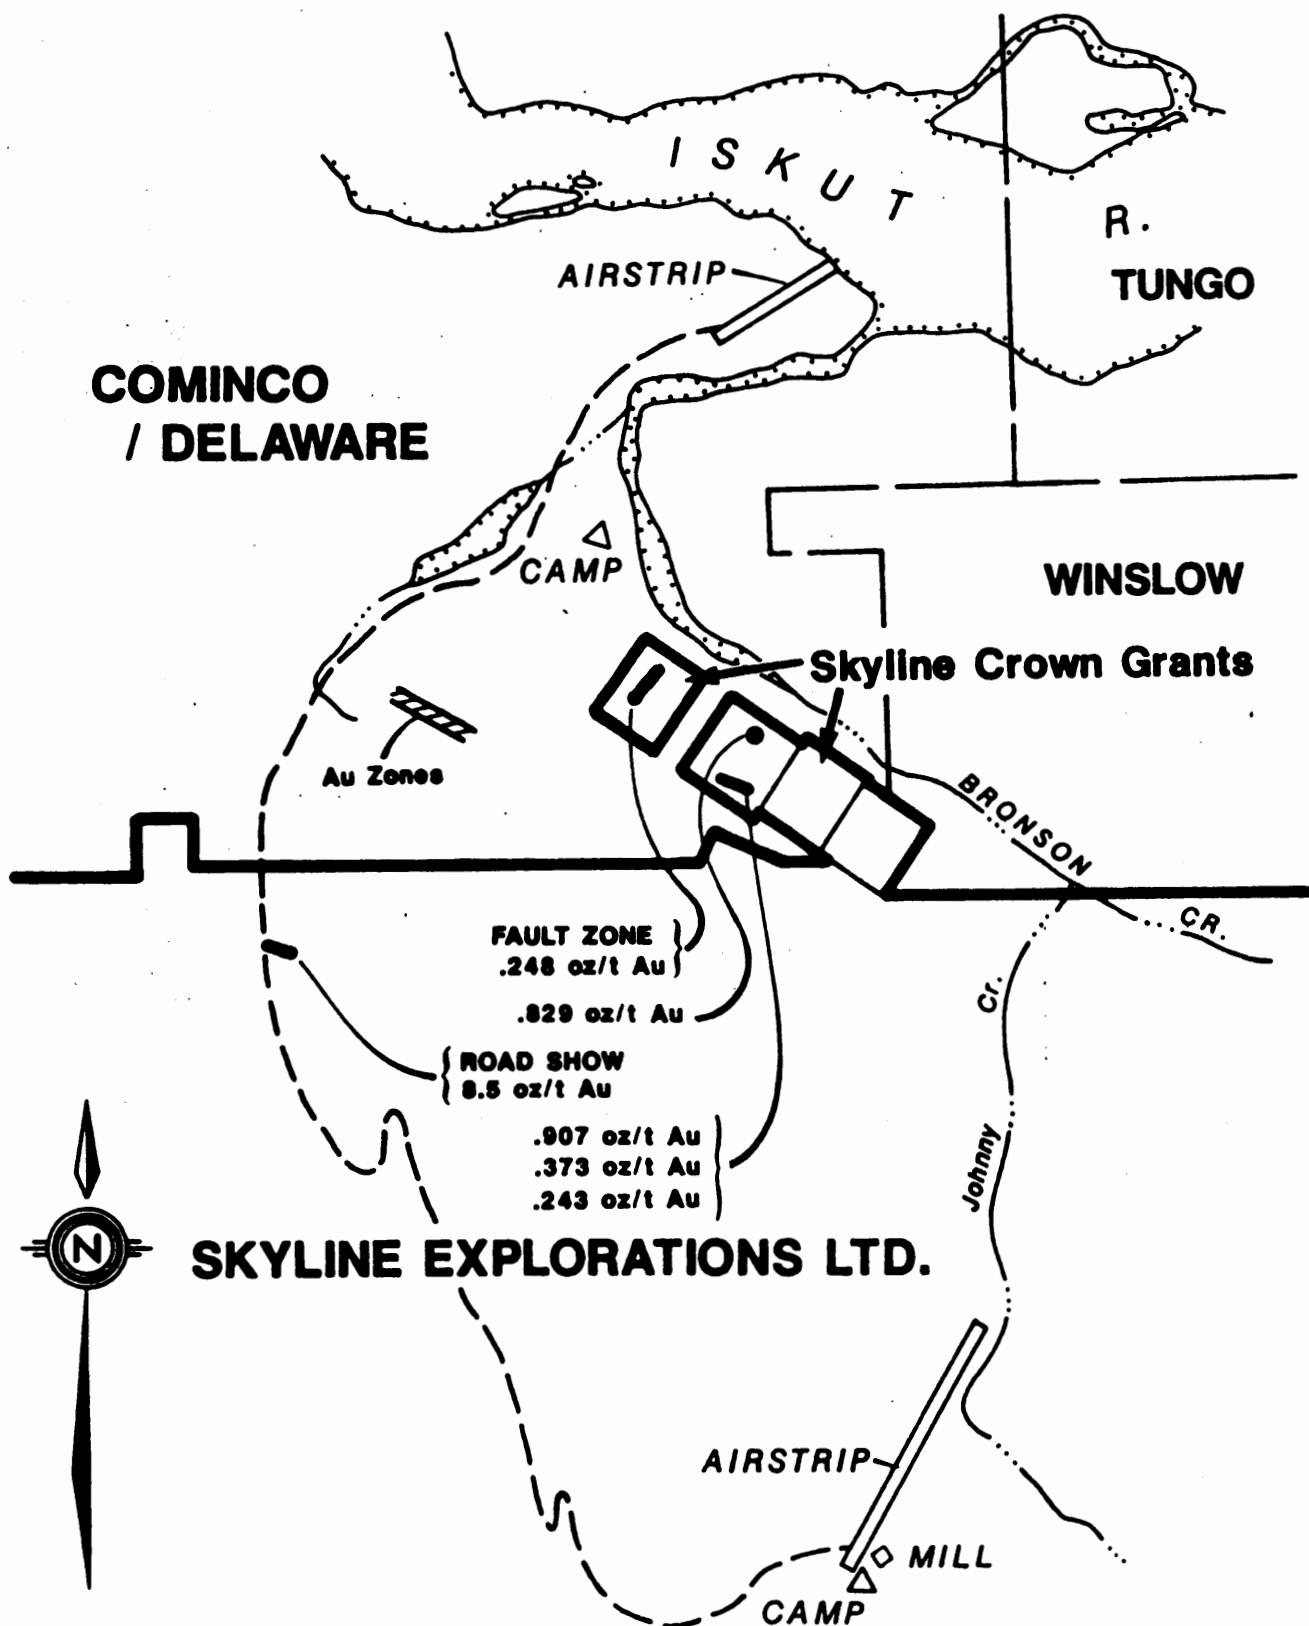 ISKUT
R.
AIRSTRIP
TUNGO
COMINCO
/ DELAWARE
CAMP
WINSLOW
Skyline Crown Grants
Au Zones
BRONSON
CR.
FAULT ZONE
.248 oz/t Au
.829 oz/t Au
ROAD SHOW
8.5 oz/t Au
.907 oz/t Au
.373 oz/t Au
.243 oz/t Au
Johnny Cr.
N
SKYLINE EXPLORATIONS LTD.
AIRSTRIP
MILL
CAMP